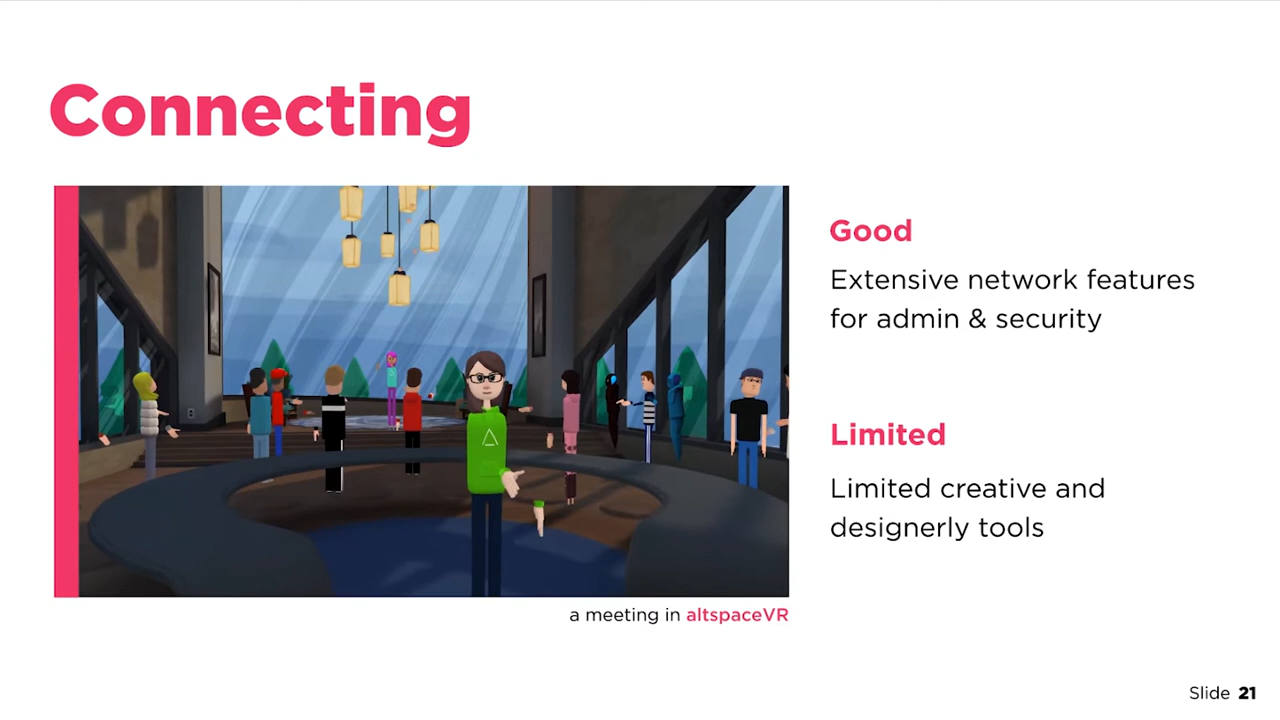 Connecting
Good
Extensive network features
for admin & security
Limited
Limited creative and
designerly tools
a meeting in altspaceVR
Slide 21